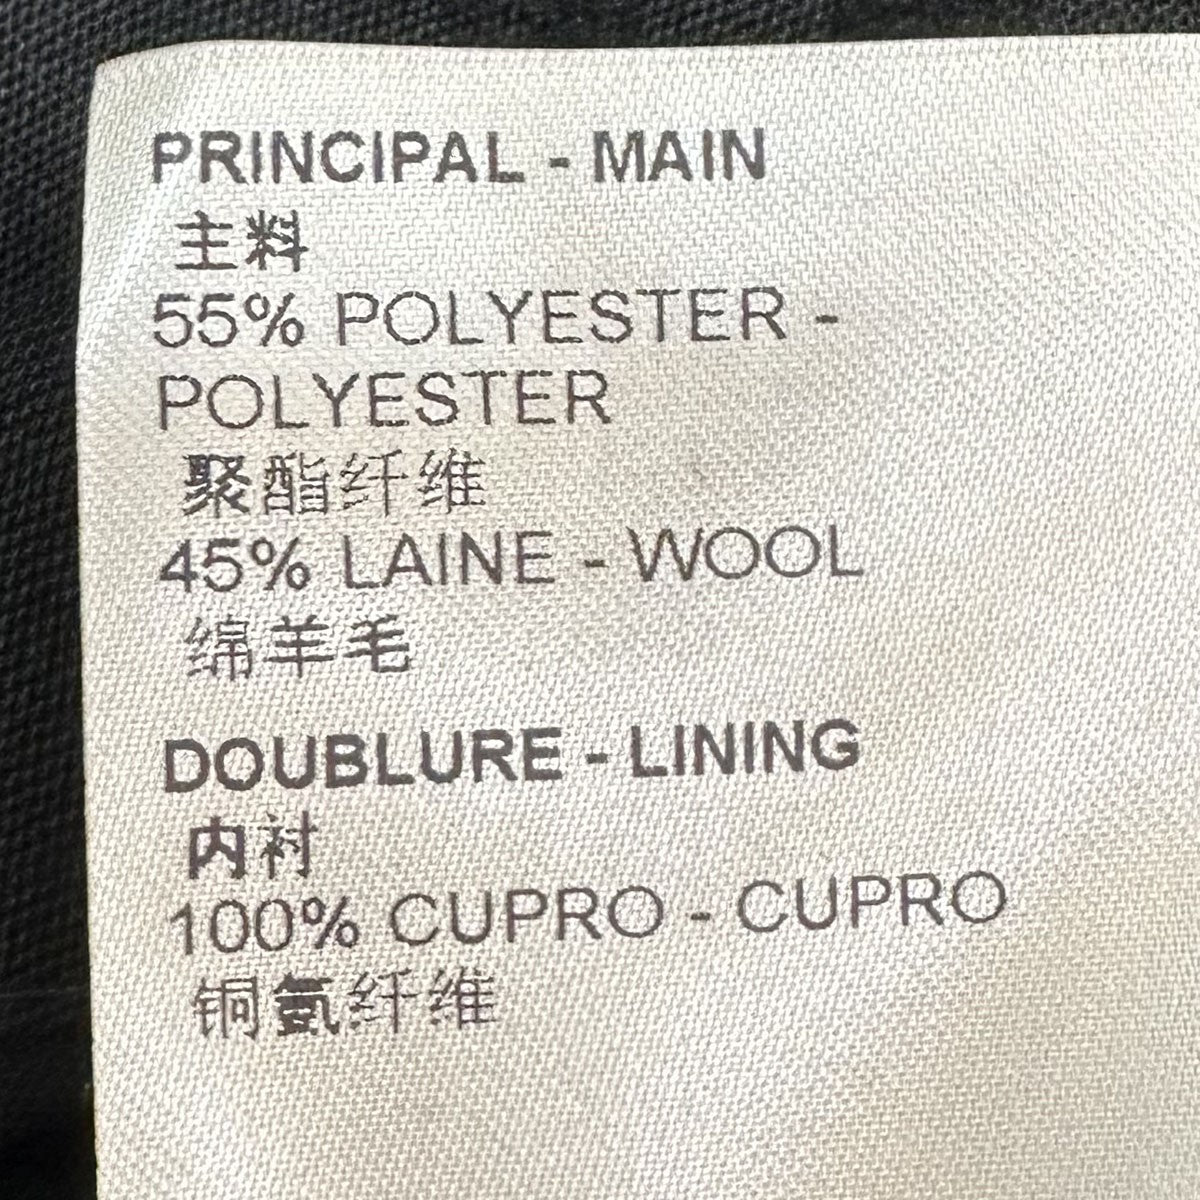 PRINCIPAL - MAIN
主料
55% POLYESTER -
POLYESTER
聚酯纤维
45% LAINE - WOOL
绵羊毛
DOUBLURE - LINING
内衬
100% CUPRO - CUPRO
铜氨纤维